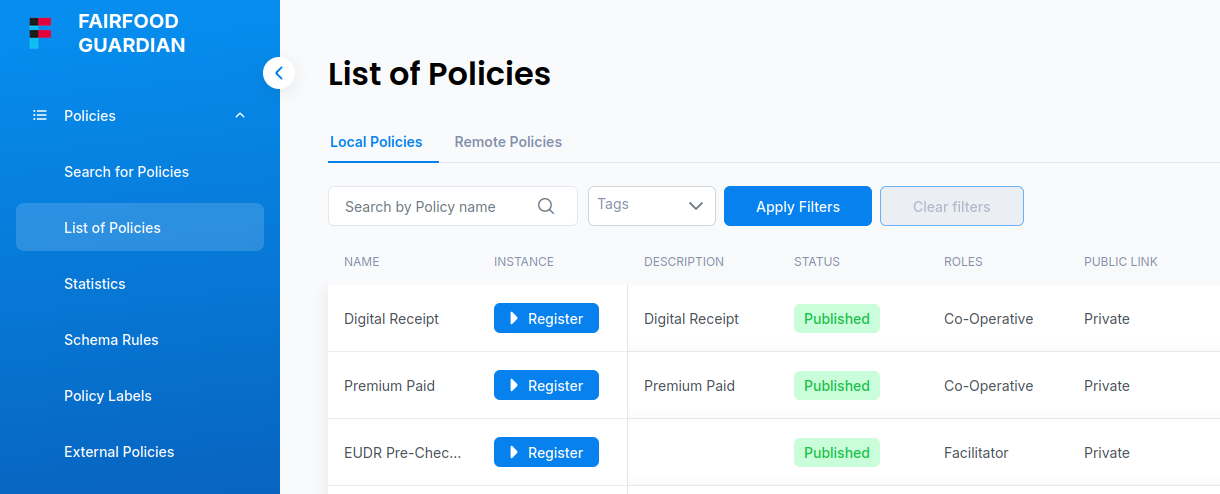 FAIRFOOD
GUARDIAN
Policies
Search for Policies
List of Policies
Statistics
Schema Rules
Policy Labels
External Policies
List of Policies
Local Policies Remote Policies
Search by Policy name Tags Apply Filters Clear filters
NAME INSTANCE DESCRIPTION STATUS ROLES PUBLIC LINK
Digital Receipt Register Digital Receipt Published Co-Operative Private
Premium Paid Register Premium Paid Published Co-Operative Private
EUDR Pre-Chec... Register Published Facilitator Private